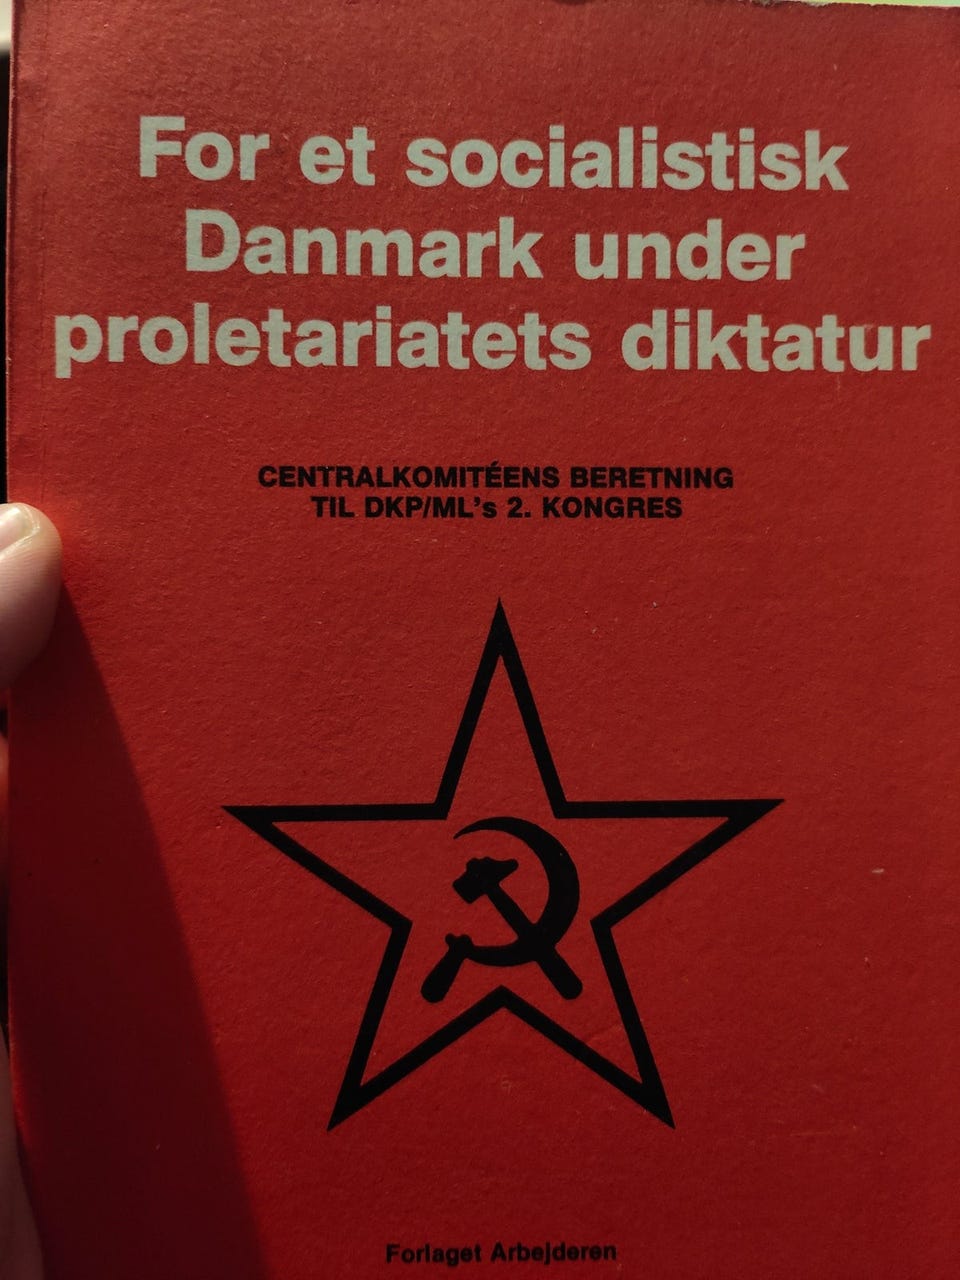 For et socialistisk
Danmark under
proletariatets diktatur
CENTRALKOMITÉENS BERETNING
TIL DKP/ML's 2. KONGRES
Forlaget Arbejderen